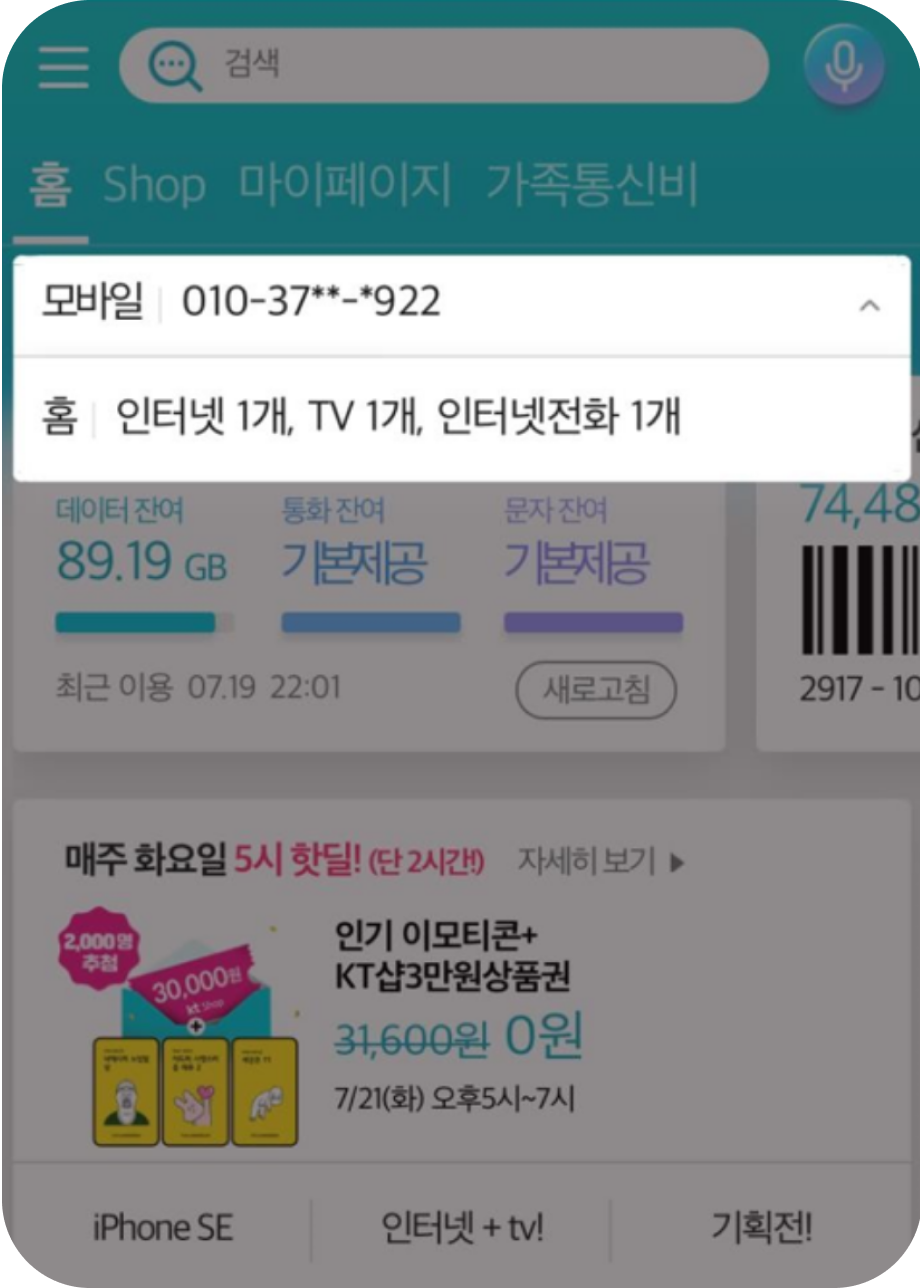 검색
홈 Shop 마이페이지 가족통신비
모바일 010-37**-*922
홈 인터넷 1개, TV 1개, 인터넷전화 1개
데이터 잔여 통화 잔여 문자 잔여
74,48
89.19 GB 기본제공 기본제공
최근 이용 07.19 22:01 새로고침
2917 - 10
매주 화요일 5시 핫딜! (단 2시간!) 자세히 보기
2,000명
추첨
30,000원
kt Shop
인기 이모티콘+
KT샵3만원상품권
31,600원 0원
7/21(화) 오후5시~7시
iPhone SE 인터넷 + tv! 기획전!